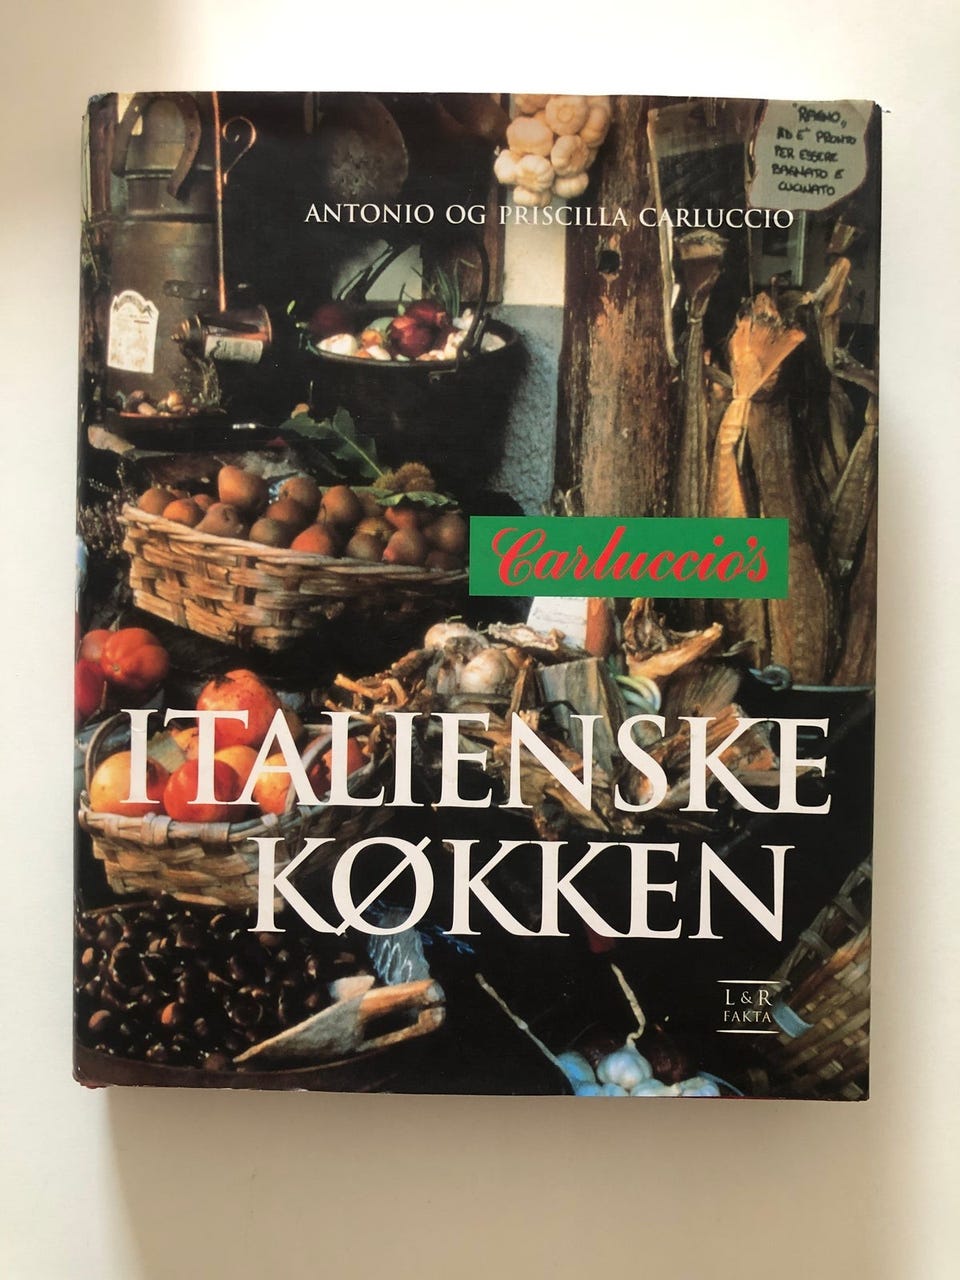 "RAGNO,,
ED E' PRONTO
PER ESSERE
BAGNATO E
CUCINATO
ANTONIO OG PRISCILLA CARLUCCIO
Carluccio's
ITALIENSKE
KØKKEN
L & R
FAKTA